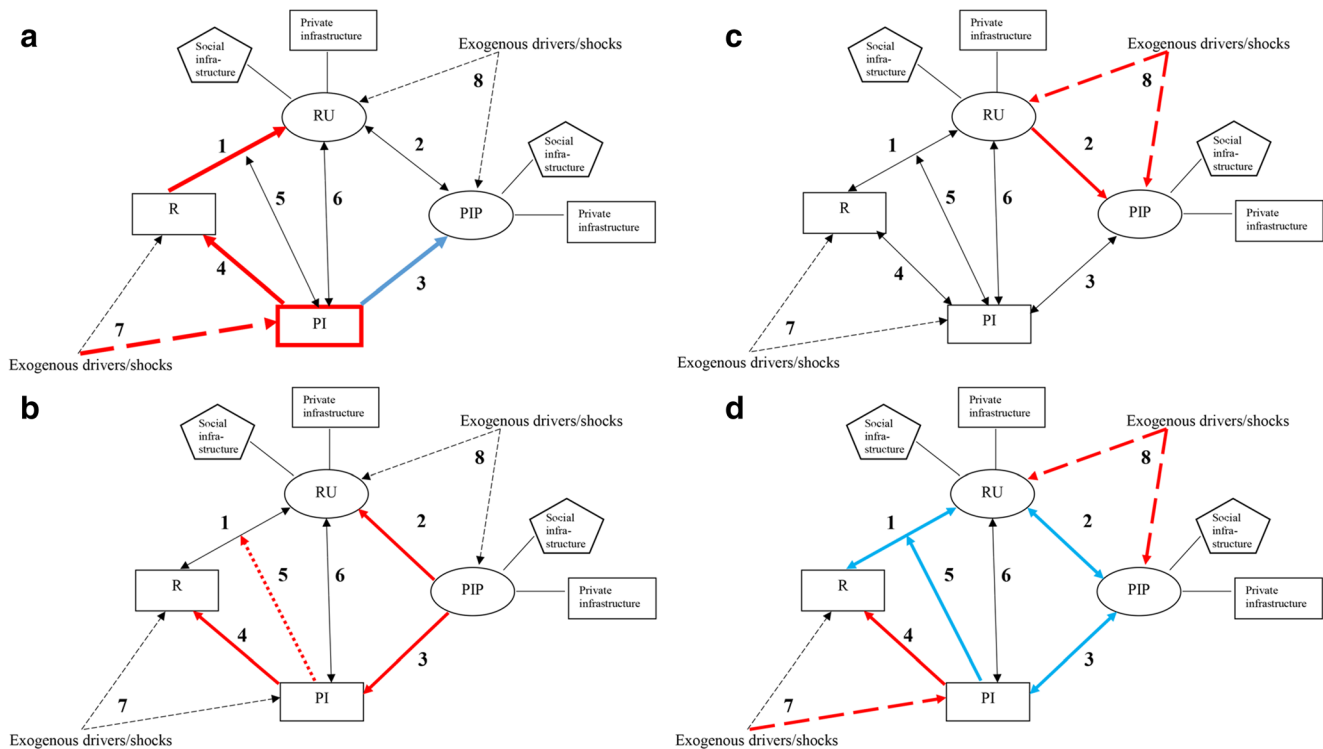 a
Private
infrastructure
Social
infra-
structure
Exogenous drivers/shocks
8
RU
1
2
Social
infra-
structure
5
6
R
PIP
Private
infrastructure
4
3
PI
7
Exogenous drivers/shocks
c
Private
infrastructure
Social
infra-
structure
Exogenous drivers/shocks
8
RU
1
2
Social
infra-
structure
5
6
R
PIP
Private
infrastructure
4
3
PI
7
Exogenous drivers/shocks
b
Private
infrastructure
Social
infra-
structure
Exogenous drivers/shocks
8
RU
1
2
Social
infra-
structure
5
6
R
PIP
Private
infrastructure
4
3
PI
7
Exogenous drivers/shocks
d
Private
infrastructure
Social
infra-
structure
Exogenous drivers/shocks
8
RU
1
2
Social
infra-
structure
5
6
R
PIP
Private
infrastructure
4
3
PI
7
Exogenous drivers/shocks